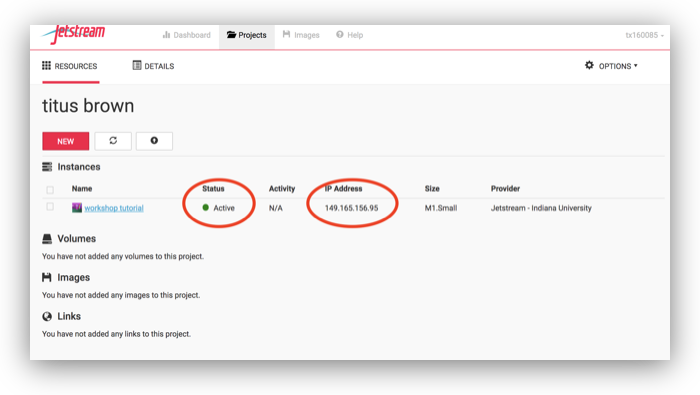 Jetstream Dashboard Projects Images Help tx160085
RESOURCES DETAILS OPTIONS
titus brown
NEW
Instances
Name Status Activity IP Address Size Provider
workshop tutorial Active N/A 149.165.156.95 M1.Small Jetstream - Indiana University
Volumes
You have not added any volumes to this project.
Images
You have not added any images to this project.
Links
You have not added any links to this project.